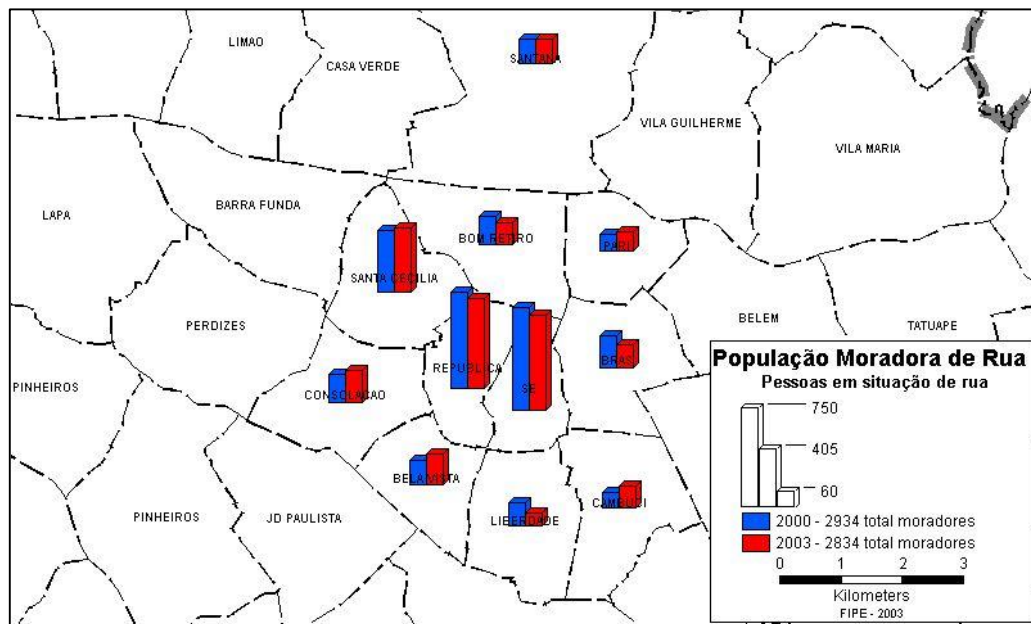 LIMAO
CASA VERDE
SANTANA
VILA GUILHERME
VILA MARIA
LAPA
BARRA FUNDA
BOM RETIRO
PARI
SANTA CECILIA
PERDIZES
BELEM
TATUAPE
REPUBLICA
SE
BRAS
PINHEIROS
CONSOLACAO
BELA VISTA
LIBERDADE
CAMBUCI
PINHEIROS
JD PAULISTA
População Moradora de Rua
Pessoas em situação de rua
750
405
60
2000 - 2934 total moradores
2003 - 2834 total moradores
0 1 2 3
Kilometers
FIPE - 2003